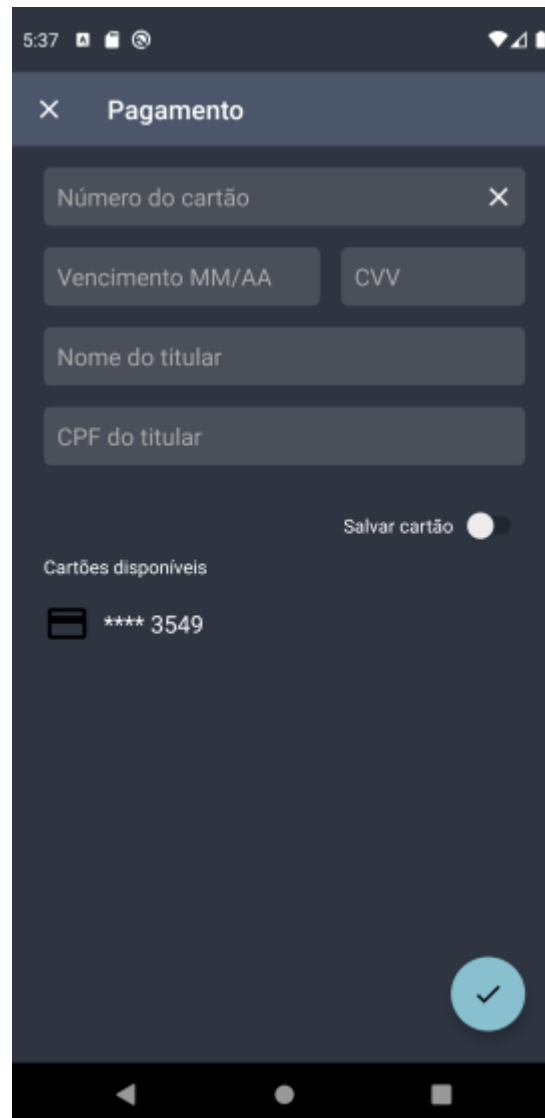 5:37
Pagamento
Número do cartão
Vencimento MM/AA CVV
Nome do titular
CPF do titular
Salvar cartão
Cartões disponíveis
**** 3549